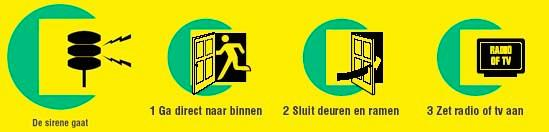 RADIO
OF TV
De sirene gaat
1 Ga direct naar binnen
2 Sluit deuren en ramen
3 Zet radio of tv aan